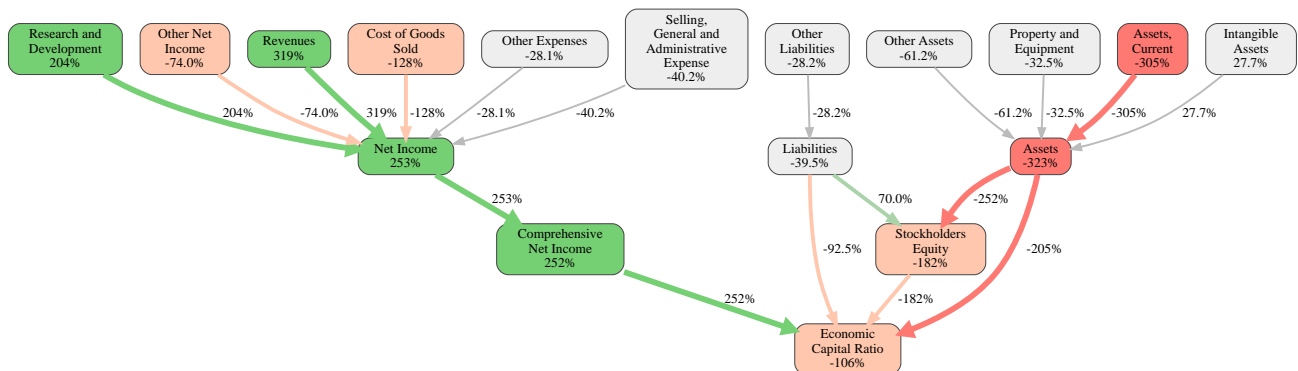 Research and
Development
204%
Other Net
Income
-74.0%
Revenues
319%
Cost of Goods
Sold
-128%
Other Expenses
-28.1%
Selling,
General and
Administrative
Expense
-40.2%
Other
Liabilities
-28.2%
Other Assets
-61.2%
Property and
Equipment
-32.5%
Assets,
Current
-305%
Intangible
Assets
27.7%
204%
-74.0%
319%
-128%
-28.1%
-40.2%
-28.2%
-61.2%
-32.5%
-305%
27.7%
Net Income
253%
Liabilities
-39.5%
Assets
-323%
253%
70.0%
-252%
Comprehensive
Net Income
252%
-92.5%
Stockholders
Equity
-182%
-205%
252%
-182%
Economic
Capital Ratio
-106%